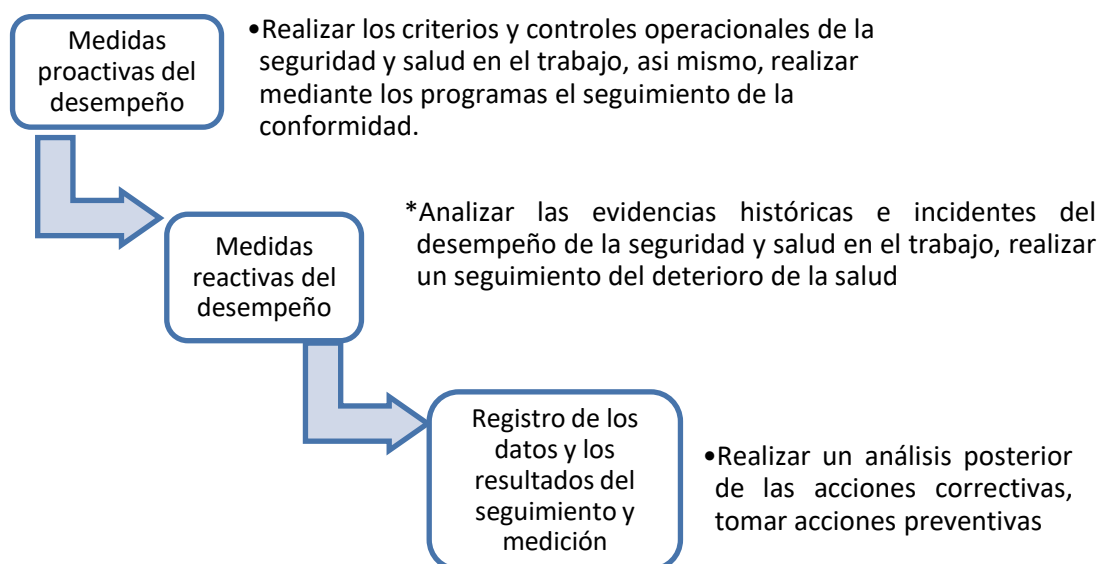 Medidas
proactivas del
desempeño
•Realizar los criterios y controles operacionales de la
seguridad y salud en el trabajo, asi mismo, realizar
mediante los programas el seguimiento de la
conformidad.
Medidas
reactivas del
desempeño
*Analizar las evidencias históricas e incidentes del
desempeño de la seguridad y salud en el trabajo, realizar
un seguimiento del deterioro de la salud
Registro de los
datos y los
resultados del
seguimiento y
medición
•Realizar un análisis posterior
de las acciones correctivas,
tomar acciones preventivas